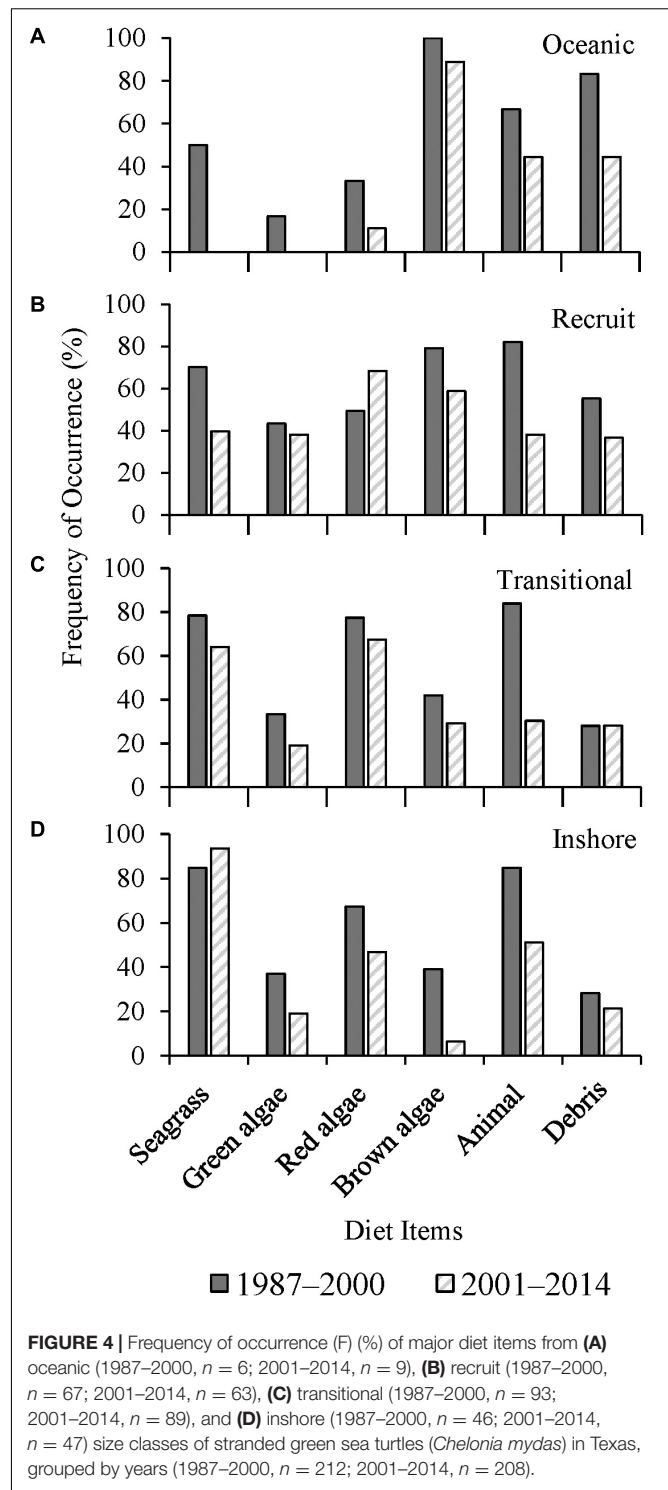 A
Oceanic
100
80
60
40
20
0
B
Recruit
100
80
60
40
20
0
Frequency of Occurrence (%)
C
Transitional
100
80
60
40
20
0
D
Inshore
100
80
60
40
20
0
Seagrass
Green algae
Red algae
Brown algae
Animal
Debris
Diet Items
1987–2000 2001–2014
FIGURE 4 | Frequency of occurrence (F) (%) of major diet items from (A)
oceanic (1987–2000, n = 6; 2001–2014, n = 9), (B) recruit (1987–2000,
n = 67; 2001–2014, n = 63), (C) transitional (1987–2000, n = 93;
2001–2014, n = 89), and (D) inshore (1987–2000, n = 46; 2001–2014,
n = 47) size classes of stranded green sea turtles (Chelonia mydas) in Texas,
grouped by years (1987–2000, n = 212; 2001–2014, n = 208).